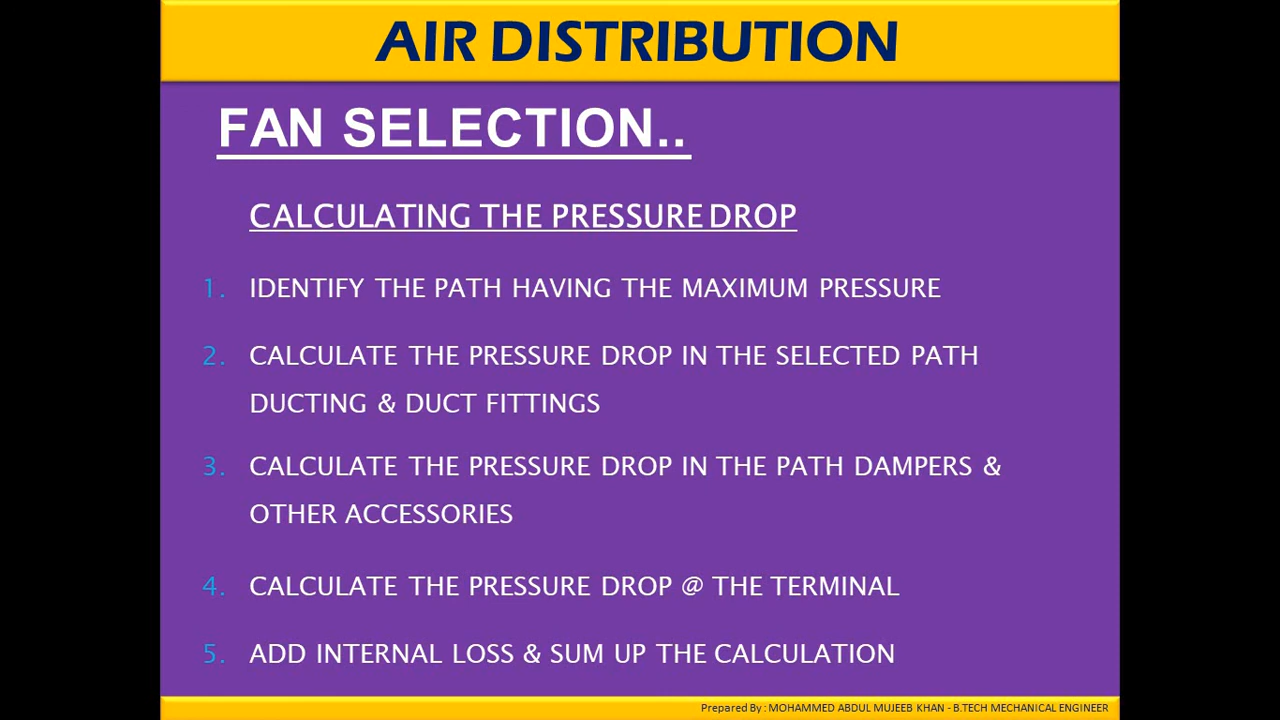 AIR DISTRIBUTION
FAN SELECTION..
CALCULATING THE PRESSURE DROP
1. IDENTIFY THE PATH HAVING THE MAXIMUM PRESSURE
2. CALCULATE THE PRESSURE DROP IN THE SELECTED PATH
DUCTING & DUCT FITTINGS
3. CALCULATE THE PRESSURE DROP IN THE PATH DAMPERS &
OTHER ACCESSORIES
4. CALCULATE THE PRESSURE DROP @ THE TERMINAL
5. ADD INTERNAL LOSS & SUM UP THE CALCULATION
Prepared By : MOHAMMED ABDUL MUJEEB KHAN - B.TECH MECHANICAL ENGINEER